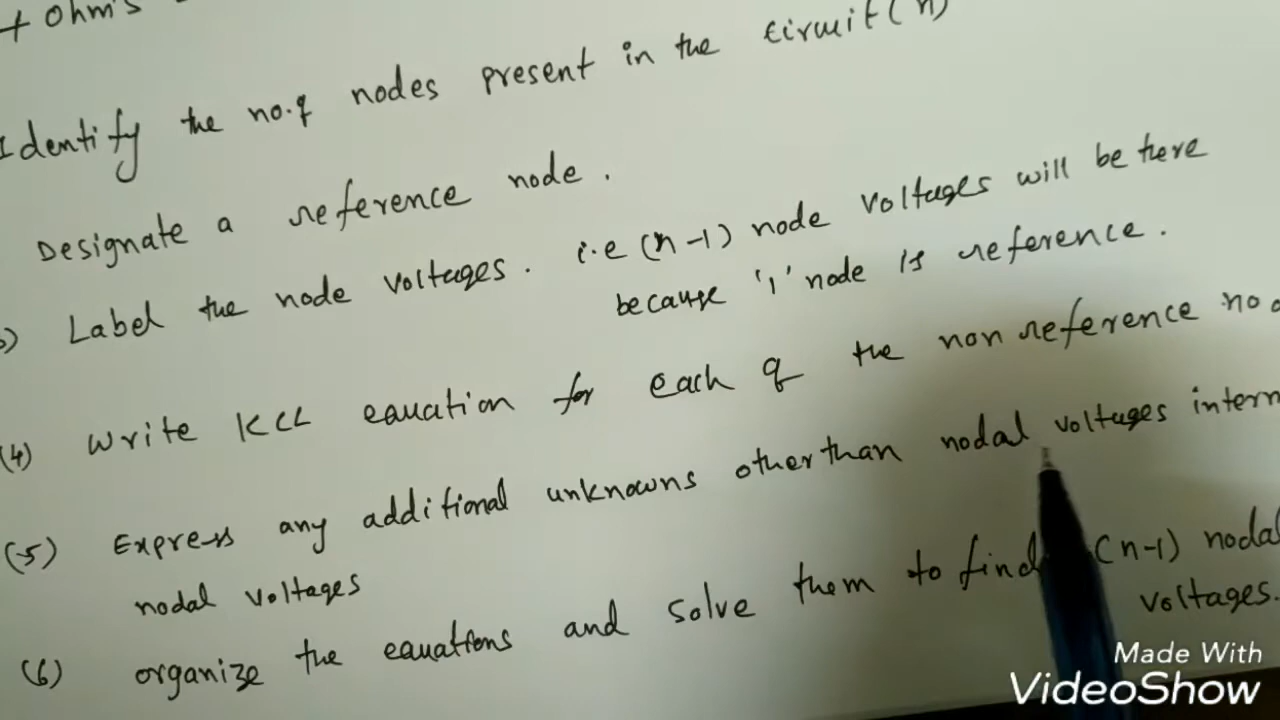 + Ohm's
Identify the no.of nodes present in the circuit(n)
Designate a reference node.
Label the node voltages. i.e (n-1) node voltages will be there
because '1' node is reference.
(4) Write KCL equation for each of the non reference
(5) Express any additional unknowns other than nodal voltages
nodal voltages
(6) organize the equations and solve them to find (n-1) nodal
voltages.
Made With
VideoShow